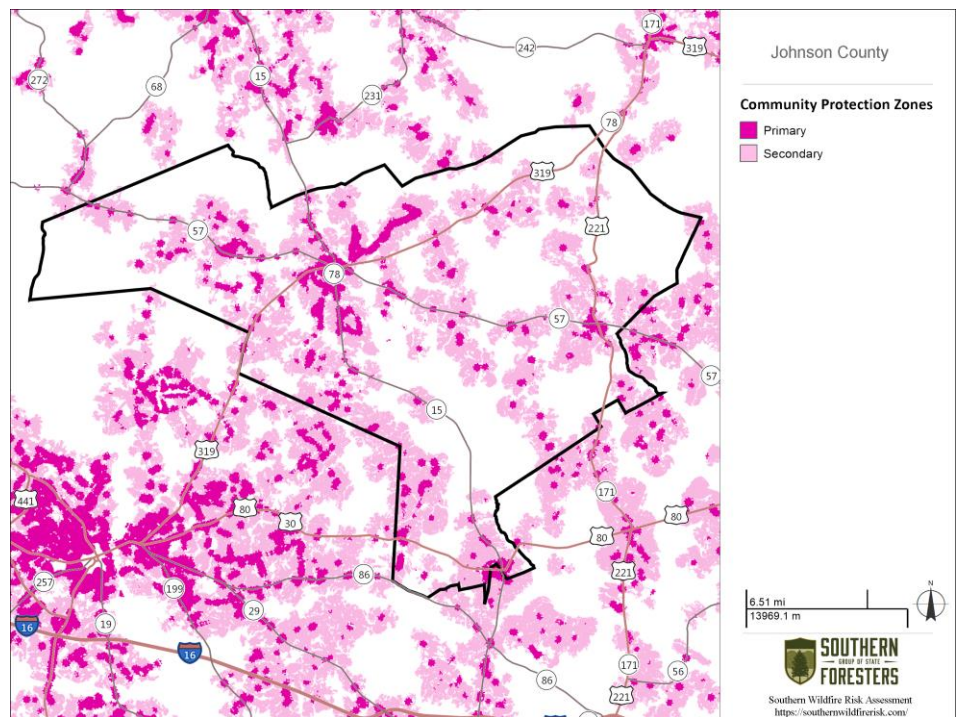 171
319
242
15
272
68
231
78
319
57
221
78
57
57
15
319
441
80
30
171
80
80
86
257
199
29
221
19
16
16
171
56
86
221
Johnson County
Community Protection Zones
Primary
Secondary
6.51 mi
13969.1 m
N
SOUTHERN
GROUP OF STATE
FORESTERS
Southern Wildfire Risk Assessment
https://southernwildfirerisk.com/